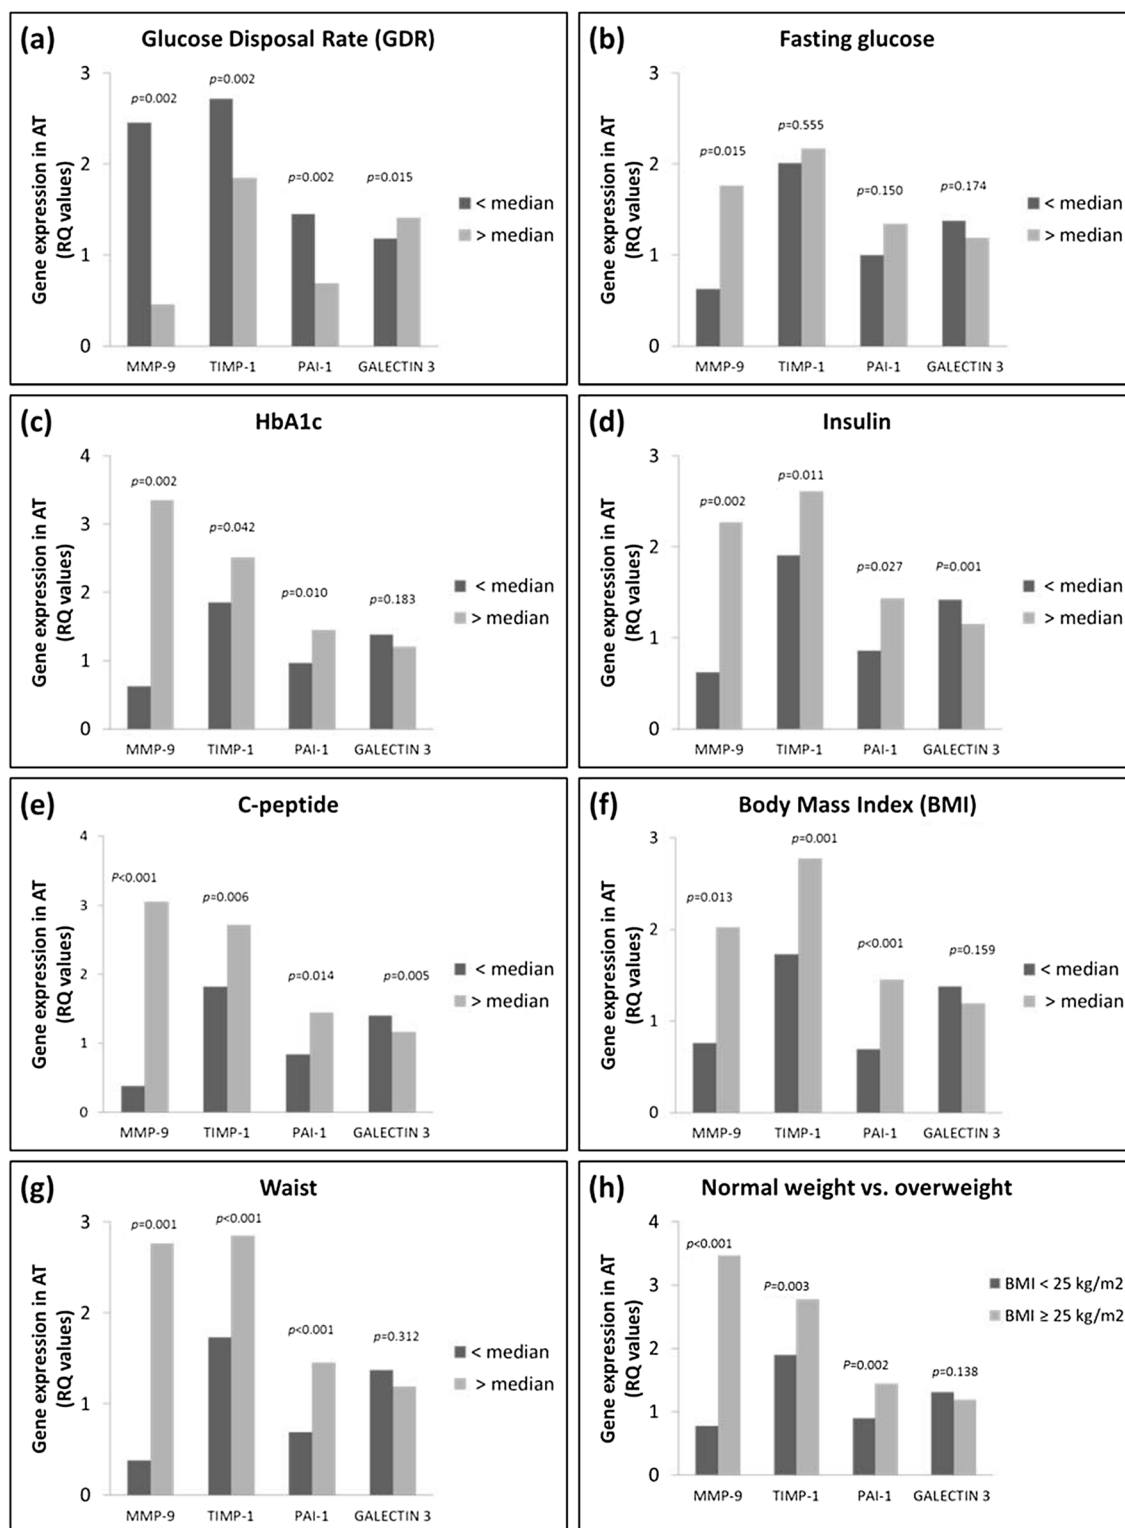 (a) Glucose Disposal Rate (GDR)
Gene expression in AT
(RQ values)
3
2
1
0
p=0.002
p=0.002
p=0.002
p=0.015
MMP-9 TIMP-1 PAI-1 GALECTIN 3
< median
> median
(b) Fasting glucose
Gene expression in AT
(RQ values)
3
2
1
0
p=0.015
p=0.555
p=0.150
p=0.174
MMP-9 TIMP-1 PAI-1 GALECTIN 3
< median
> median
(c) HbA1c
Gene expression in AT
(RQ values)
4
3
2
1
0
p=0.002
p=0.042
p=0.010
p=0.183
MMP-9 TIMP-1 PAI-1 GALECTIN 3
< median
> median
(d) Insulin
Gene expression in AT
(RQ values)
3
2
1
0
p=0.002
p=0.011
p=0.027
P=0.001
MMP-9 TIMP-1 PAI-1 GALECTIN 3
< median
> median
(e) C-peptide
Gene expression in AT
(RQ values)
4
3
2
1
0
P<0.001
p=0.006
p=0.014
p=0.005
MMP-9 TIMP-1 PAI-1 GALECTIN 3
< median
> median
(f) Body Mass Index (BMI)
Gene expression in AT
(RQ values)
3
2
1
0
p=0.013
p=0.001
p<0.001
p=0.159
MMP-9 TIMP-1 PAI-1 GALECTIN 3
< median
> median
(g) Waist
Gene expression in AT
(RQ values)
3
2
1
0
p=0.001
p<0.001
p<0.001
p=0.312
MMP-9 TIMP-1 PAI-1 GALECTIN 3
< median
> median
(h) Normal weight vs. overweight
Gene expression in AT
(RQ values)
4
3
2
1
0
p<0.001
P=0.003
P=0.002
p=0.138
MMP-9 TIMP-1 PAI-1 GALECTIN 3
BMI < 25 kg/m2
BMI ≥ 25 kg/m2